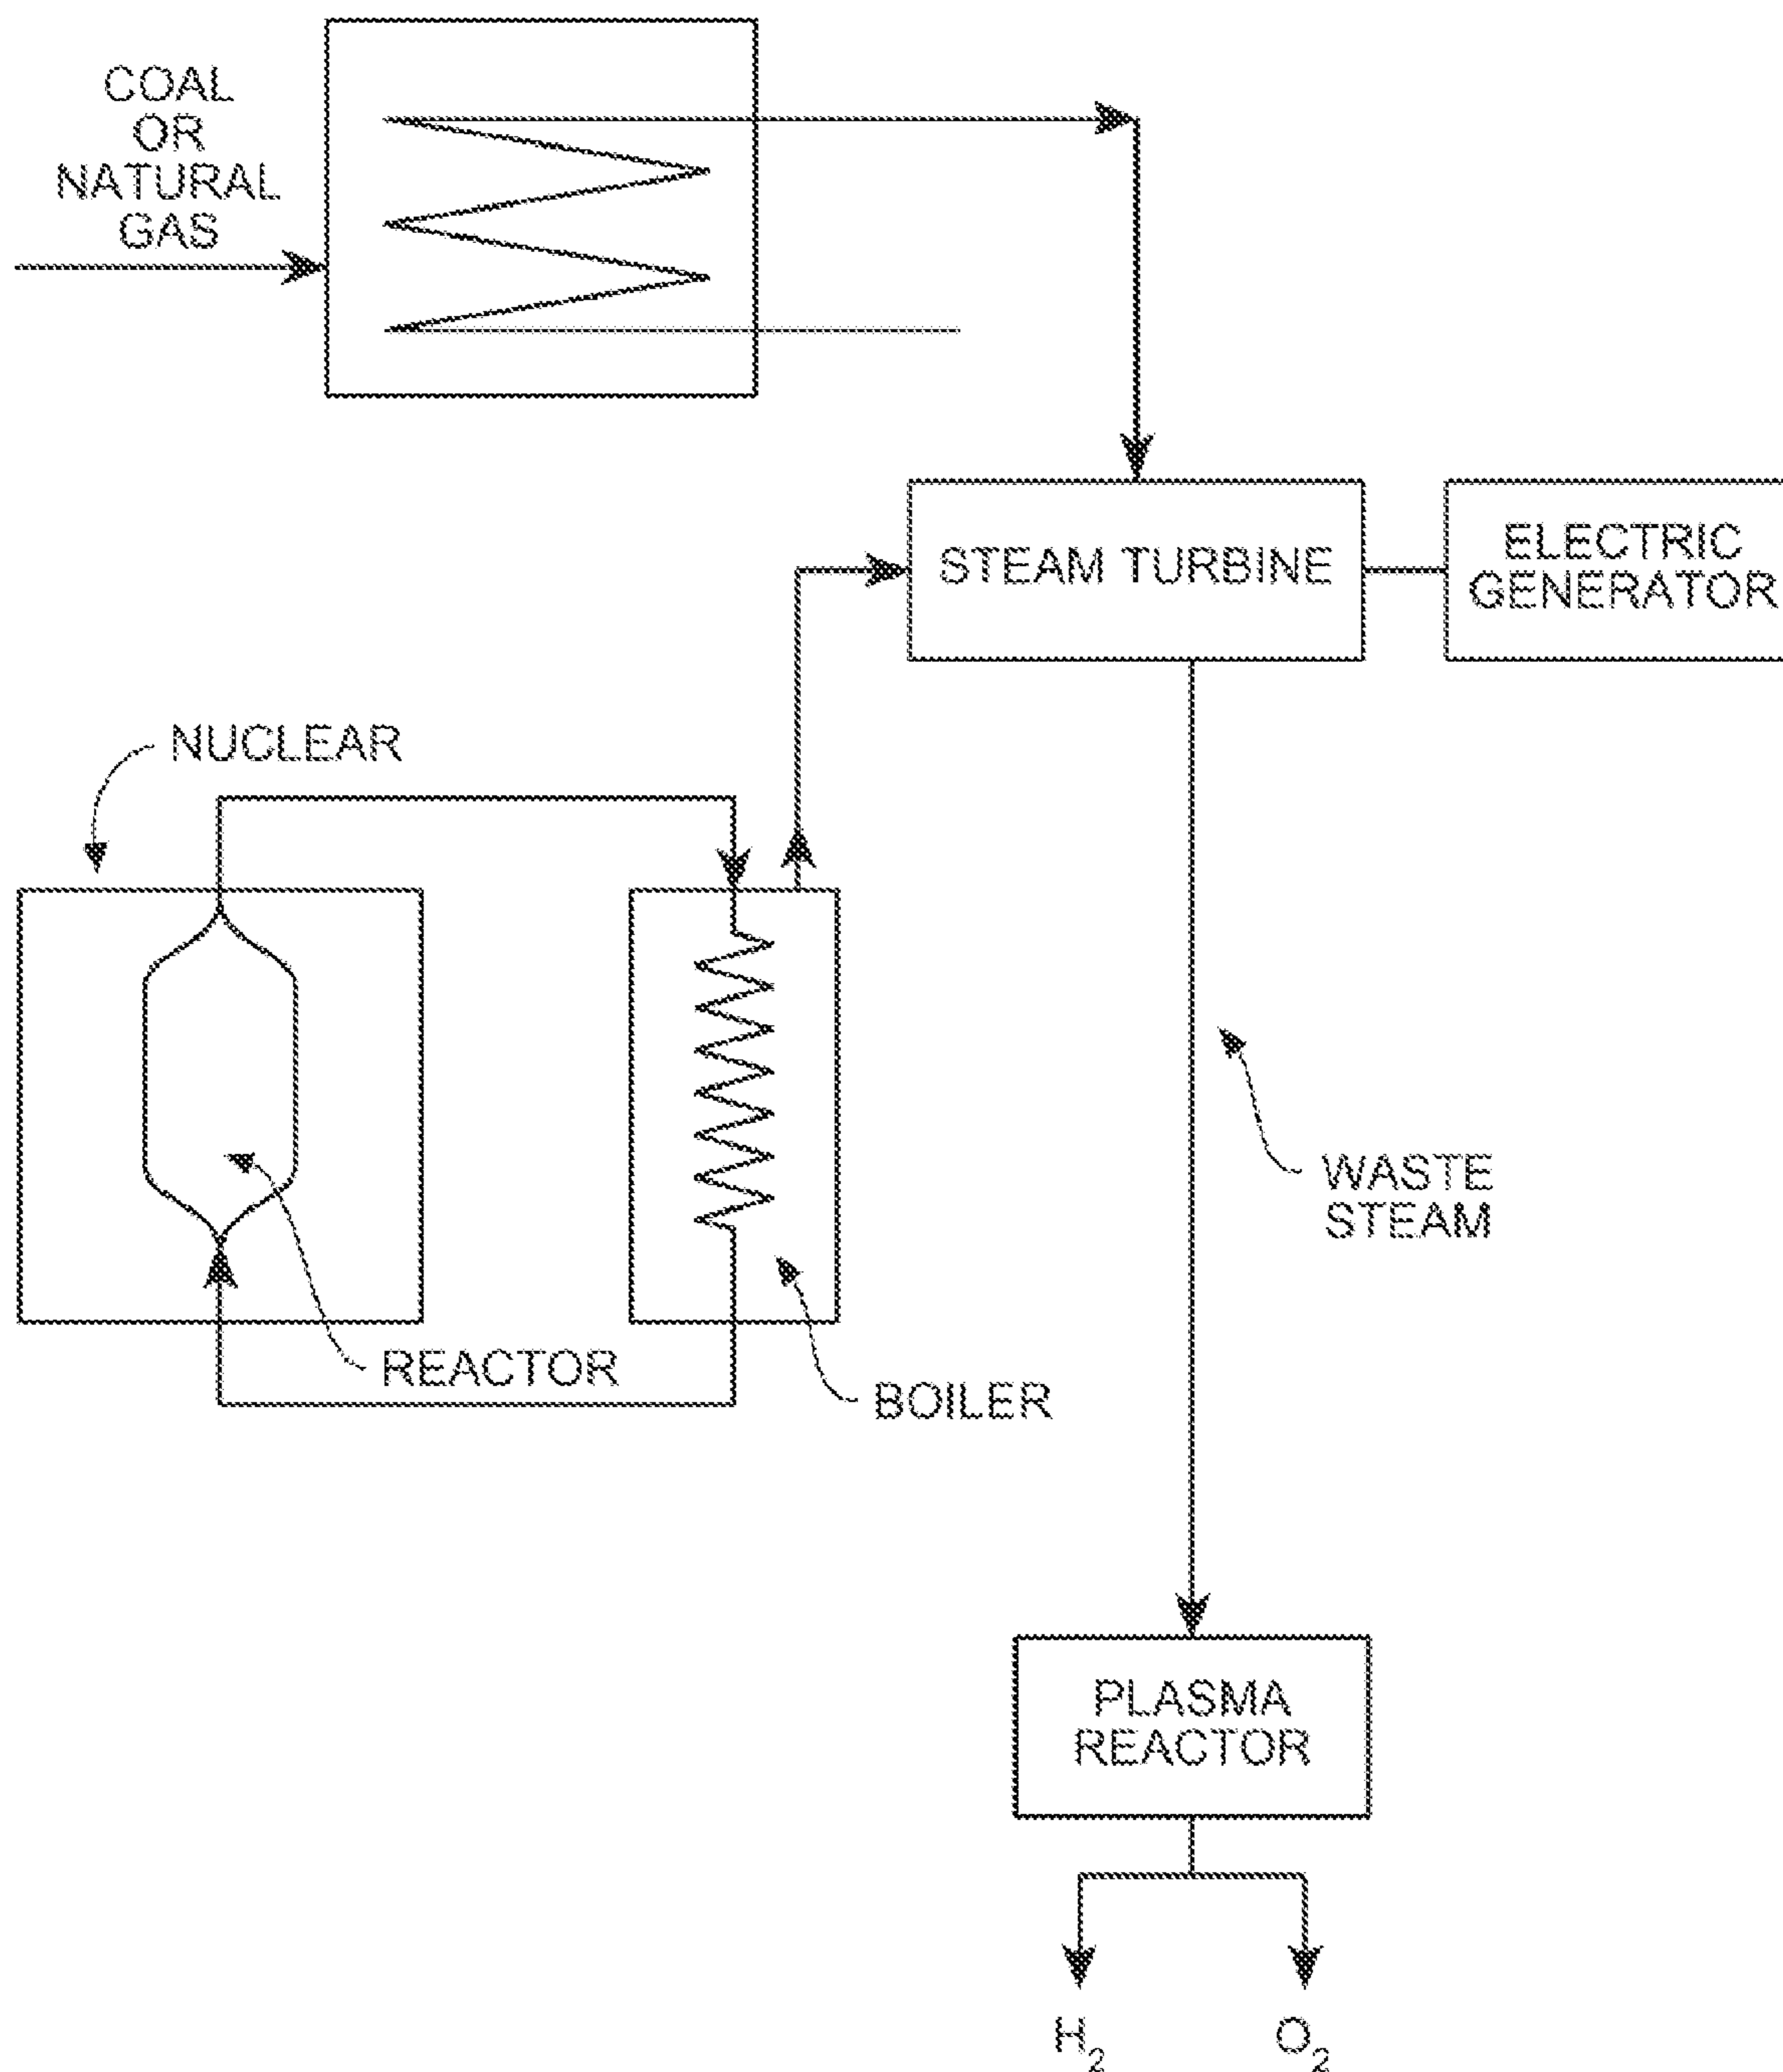 COAL
OR
NATURAL
GAS
STEAM TURBINE
ELECTRIC
GENERATOR
NUCLEAR
WASTE
STEAM
REACTOR
BOILER
PLASMA
REACTOR
H₂
O₂